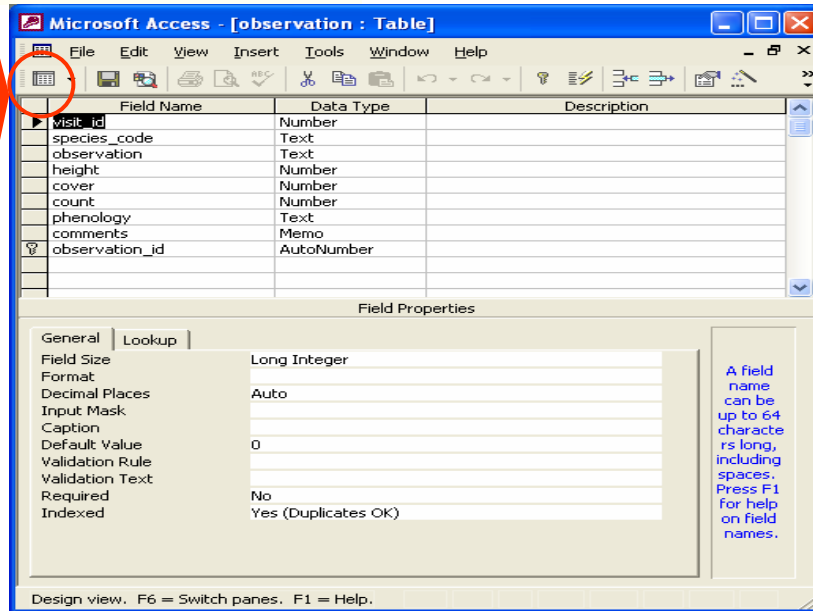 Microsoft Access - [observation : Table]
File Edit View Insert Tools Window Help
ABC
Field Name Data Type Description
visit_id Number
species_code Text
observation Text
height Number
cover Number
count Number
phenology Text
comments Memo
observation_id AutoNumber
Field Properties
General Lookup
Field Size Long Integer
Format
Decimal Places Auto
Input Mask
Caption
Default Value 0
Validation Rule
Validation Text
Required No
Indexed Yes (Duplicates OK)
A field
name
can be
up to 64
characte
rs long,
including
spaces.
Press F1
for help
on field
names.
Design view. F6 = Switch panes. F1 = Help.